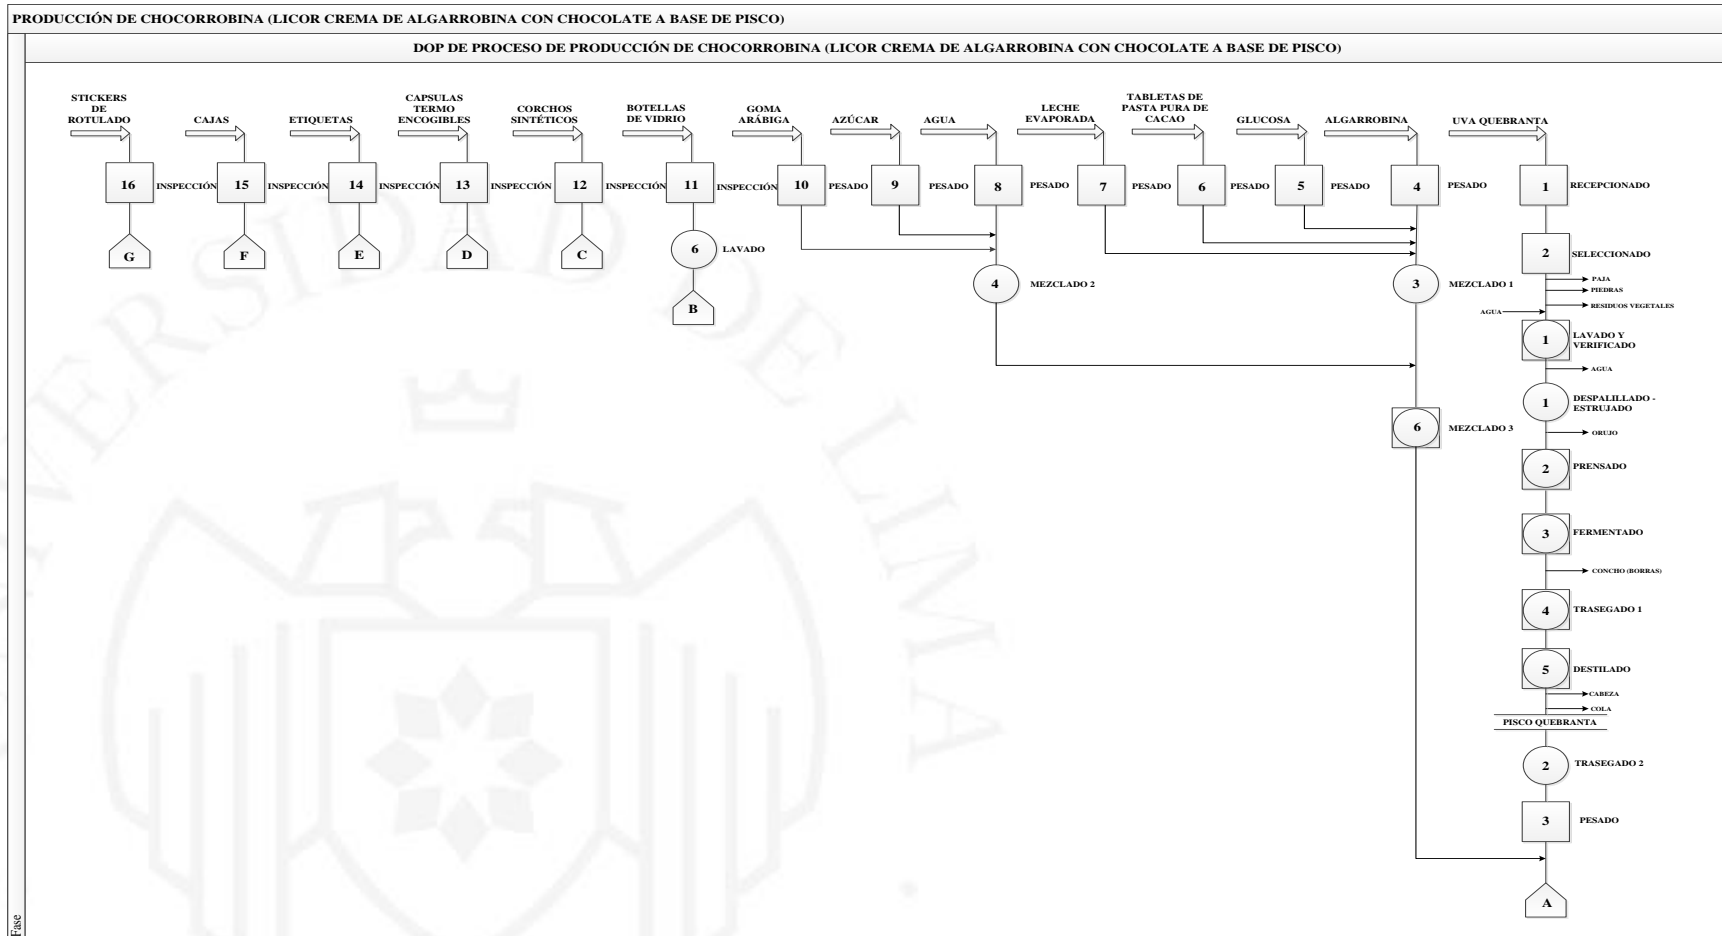 PRODUCCIÓN DE CHOCORROBINA (LICOR CREMA DE ALGARROBINA CON CHOCOLATE A BASE DE PISCO)
DOP DE PROCESO DE PRODUCCIÓN DE CHOCORROBINA (LICOR CREMA DE ALGARROBINA CON CHOCOLATE A BASE DE PISCO)
STICKERS
DE
ROTULADO
CAJAS
ETIQUETAS
CAPSULAS
TERMO
ENCOGIBLES
CORCHOS
SINTÉTICOS
BOTELLAS
DE VIDRIO
GOMA
ARÁBIGA
AZÚCAR
AGUA
LECHE
EVAPORADA
TABLETAS DE
PASTA PURA DE
CACAO
GLUCOSA
ALGARROBINA
UVA QUEBRANTA
16 INSPECCIÓN
15 INSPECCIÓN
14 INSPECCIÓN
13 INSPECCIÓN
12 INSPECCIÓN
11 INSPECCIÓN
10 PESADO
9 PESADO
8 PESADO
7 PESADO
6 PESADO
5 PESADO
4 PESADO
1 RECEPCIONADO
G
F
E
D
C
6 LAVADO
B
4 MEZCLADO 2
3 MEZCLADO 1
6 MEZCLADO 3
2 SELECCIONADO
PAJA
PIEDRAS
RESIDUOS VEGETALES
AGUA
1 LAVADO Y
VERIFICADO
AGUA
1 DESPALILLADO -
ESTRUJADO
ORUJO
2 PRENSADO
3 FERMENTADO
CONCHO (BORRAS)
4 TRASEGADO 1
5 DESTILADO
CABEZA
COLA
PISCO QUEBRANTA
2 TRASEGADO 2
3 PESADO
A
Fase
UNIVERSIDAD DE LIMA